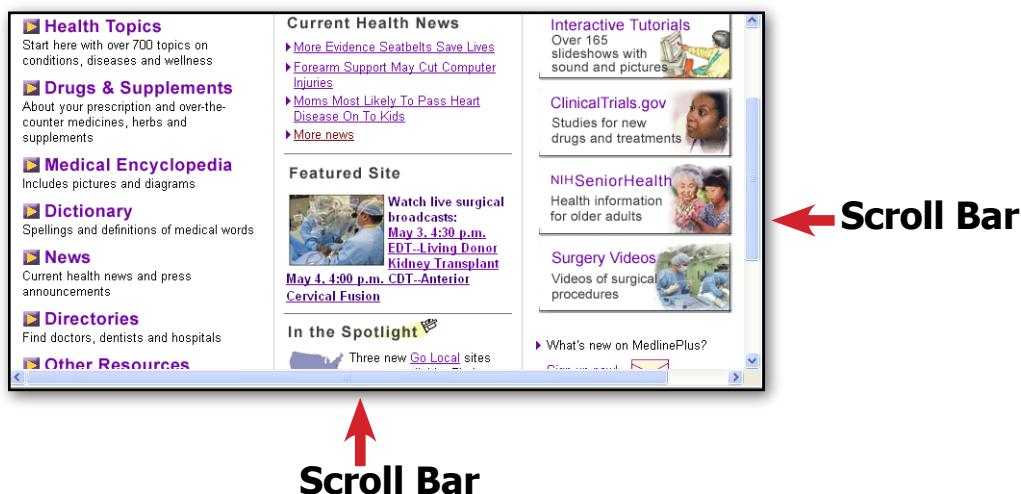 Health Topics
Start here with over 700 topics on
conditions, diseases and wellness
Drugs & Supplements
About your prescription and over-the-
counter medicines, herbs and
supplements
Medical Encyclopedia
Includes pictures and diagrams
Dictionary
Spellings and definitions of medical words
News
Current health news and press
announcements
Directories
Find doctors, dentists and hospitals
Other Resources
Current Health News
More Evidence Seatbelts Save Lives
Forearm Support May Cut Computer
Injuries
Moms Most Likely To Pass Heart
Disease On To Kids
More news
Featured Site
Watch live surgical
broadcasts:
May 3, 4:30 p.m.
EDT--Living Donor
Kidney Transplant
May 4, 4:00 p.m. CDT--Anterior
Cervical Fusion
In the Spotlight
Three new Go Local sites
Interactive Tutorials
Over 165
slideshows with
sound and pictures
ClinicalTrials.gov
Studies for new
drugs and treatments
NIHSeniorHealth
Health information
for older adults
Surgery Videos
Videos of surgical
procedures
What's new on MedlinePlus?
Sign up now!
Scroll Bar
Scroll Bar